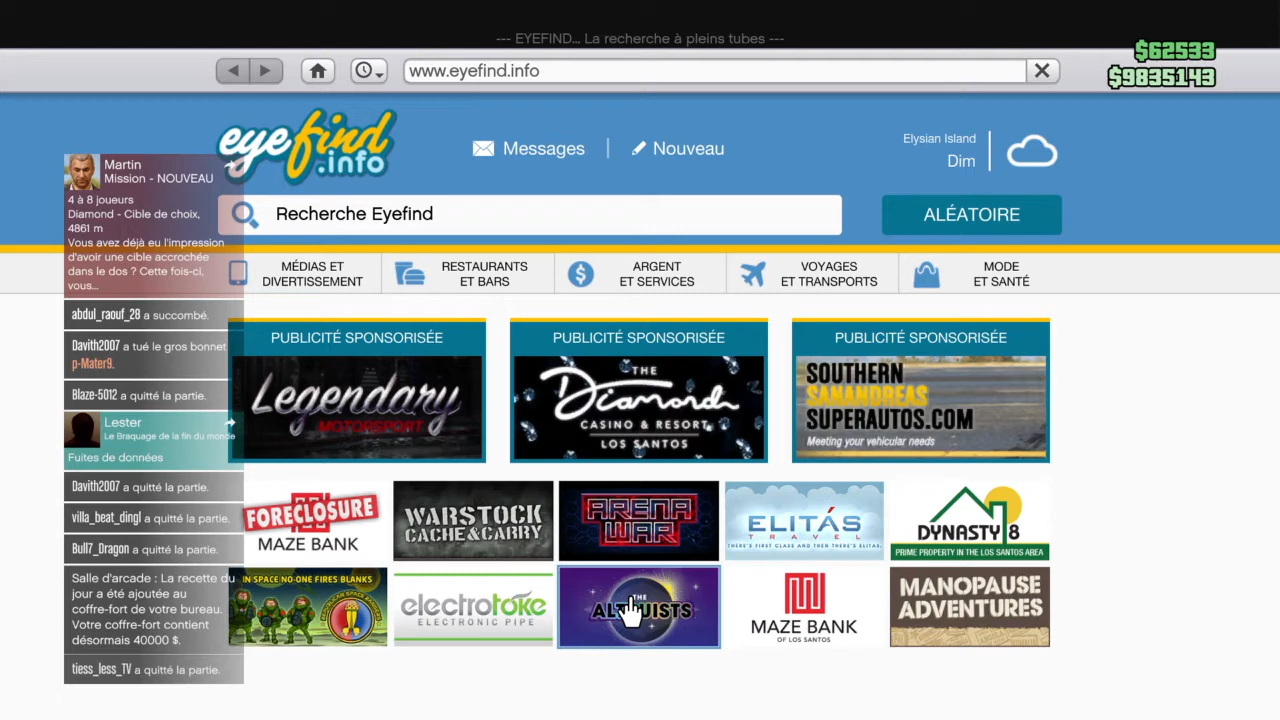 --- EYEFIND... La recherche à pleins tubes ---
$62533
$9835143
www.eyefind.info
eyefind
.info
Messages
Nouveau
Elysian Island
Dim
Recherche Eyefind
ALÉATOIRE
MÉDIAS ET
DIVERTISSEMENT
RESTAURANTS
ET BARS
ARGENT
ET SERVICES
VOYAGES
ET TRANSPORTS
MODE
ET SANTÉ
Martin
Mission - NOUVEAU
4 à 8 joueurs
Diamond - Cible de choix,
4861 m
Vous avez déjà eu l'impression
d'avoir une cible accrochée
dans le dos ? Cette fois-ci,
vous...
abdul_raouf_28 a succombé.
Davith2007 a tué le gros bonnet
p-Mater9.
Blaze-5012 a quitté la partie.
Lester
Le Braquage de la fin du monde
Fuites de données
Davith2007 a quitté la partie.
villa_beat_dingl a quitté la partie.
Bull7_Dragon a quitté la partie.
Salle d'arcade : La recette du
jour a été ajoutée au
coffre-fort de votre bureau.
Votre coffre-fort contient
désormais 40000 $.
tiess_less_TV a quitté la partie.
PUBLICITÉ SPONSORISÉE
Legendary
MOTORSPORT
PUBLICITÉ SPONSORISÉE
THE
Diamond
CASINO & RESORT
LOS SANTOS
PUBLICITÉ SPONSORISÉE
SOUTHERN
SANANDREAS
SUPERAUTOS.COM
Meeting your vehicular needs
FORECLOSURE
MAZE BANK
WARSTOCK
CACHE&CARRY
ARENA
WAR
ELITÁS
TRAVEL
THERE'S FIRST CLASS AND THEN THERE'S ELITAS.
DYNASTY 8
PRIME PROPERTY IN THE LOS SANTOS AREA
IN SPACE NO-ONE FIRES BLANKS
electrotoke
ELECTRONIC PIPE
THE
ALTRUISTS
MAZE BANK
OF LOS SANTOS
MANOPAUSE
ADVENTURES